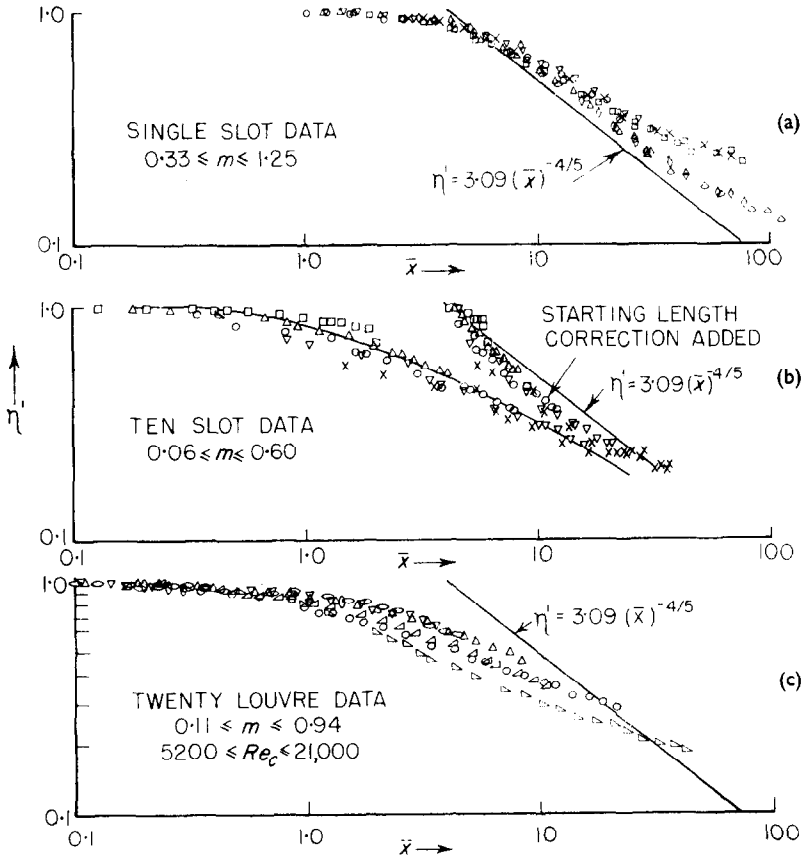 1·0
(a)
SINGLE SLOT DATA
0·33 ≤ m ≤ 1·25
η' = 3·09 (x̄)^-4/5
0·1
0·1 1·0 10 100
x̄ →
1·0
STARTING LENGTH
CORRECTION ADDED
(b)
η' = 3·09 (x̄)^-4/5
η' →
TEN SLOT DATA
0·06 ≤ m ≤ 0·60
0·1
0·1 1·0 10 100
x̄ →
1·0
η' = 3·09 (x̄)^-4/5
(c)
TWENTY LOUVRE DATA
0·11 ≤ m ≤ 0·94
5200 ≤ Re_c ≤ 21,000
0·1
0·1 1·0 10 100
x̄ →